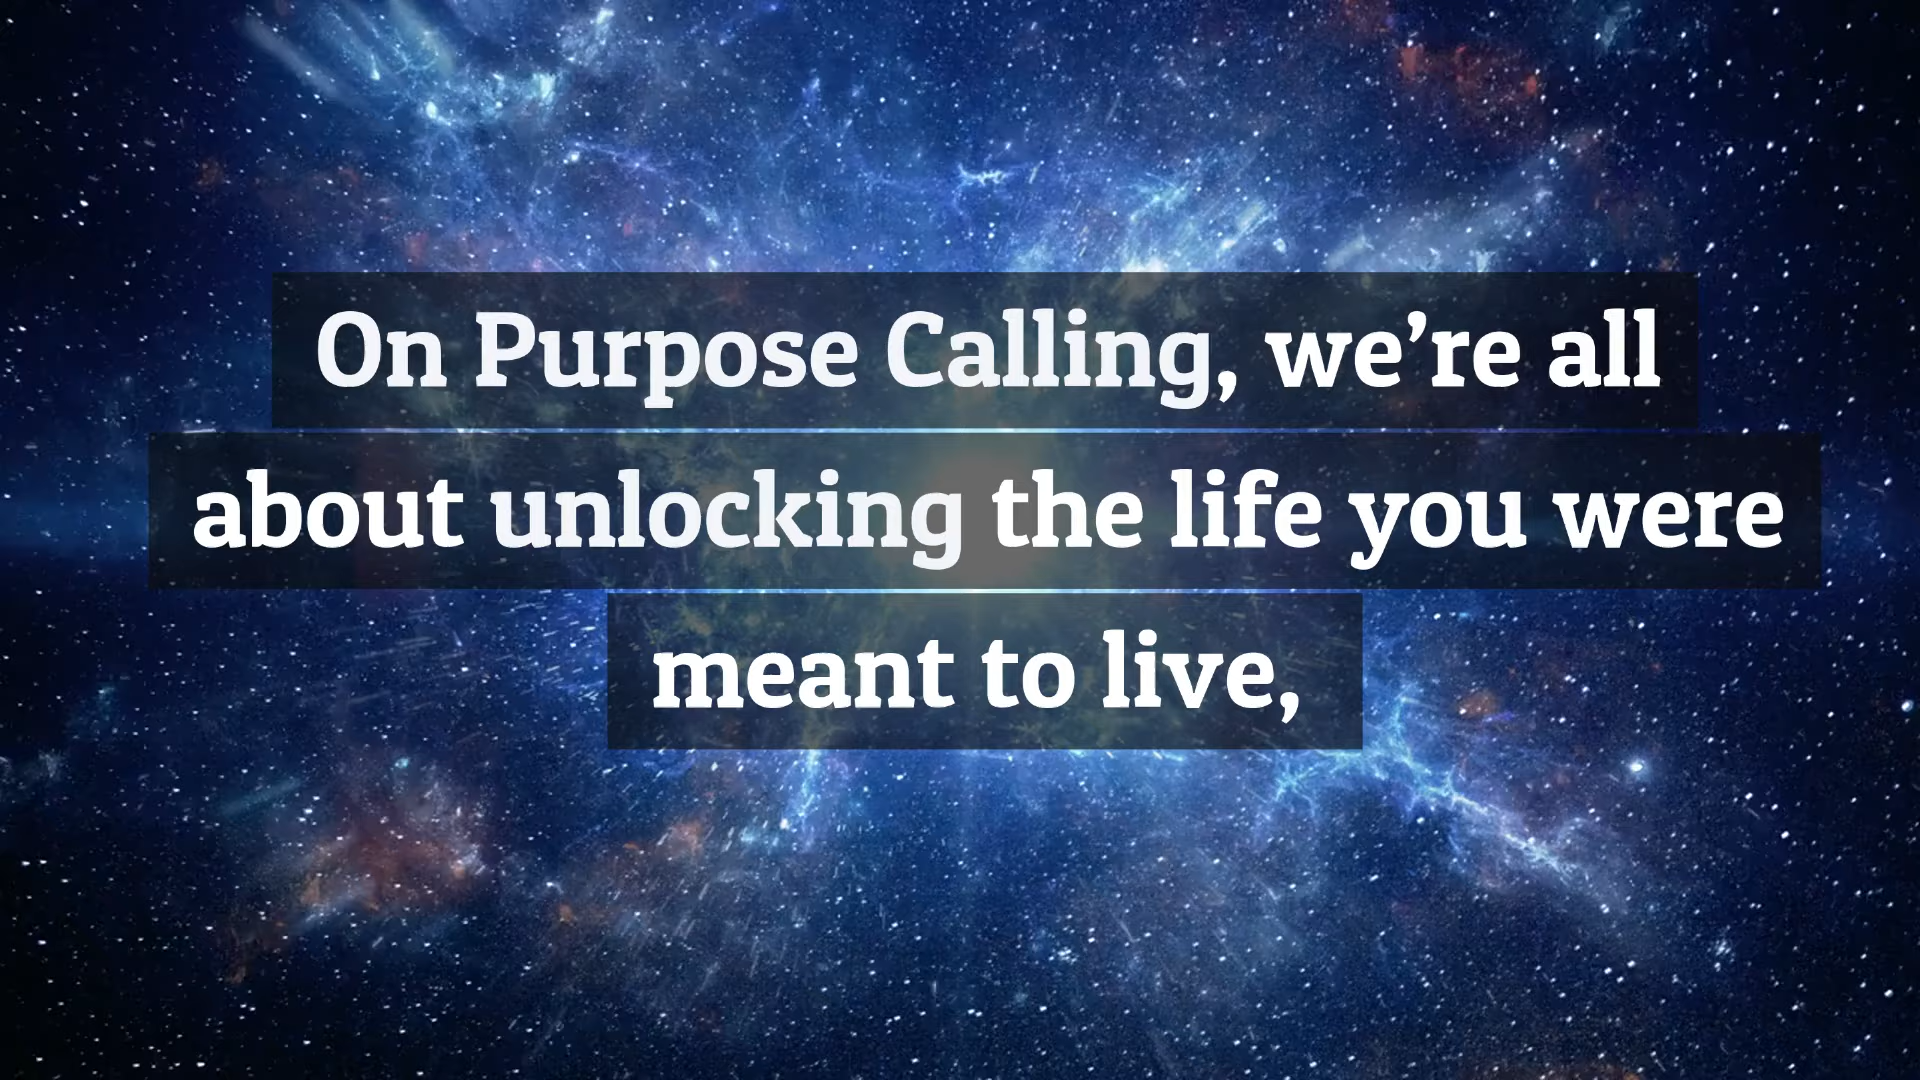 On Purpose Calling, we’re all
about unlocking the life you were
meant to live,